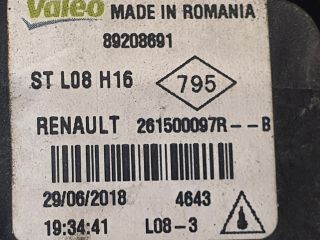 Valeo MADE IN ROMANIA
89208691
ST L08 H16 795
RENAULT 261500097R--B
29/06/2018 4643
19:34:41 L08-3